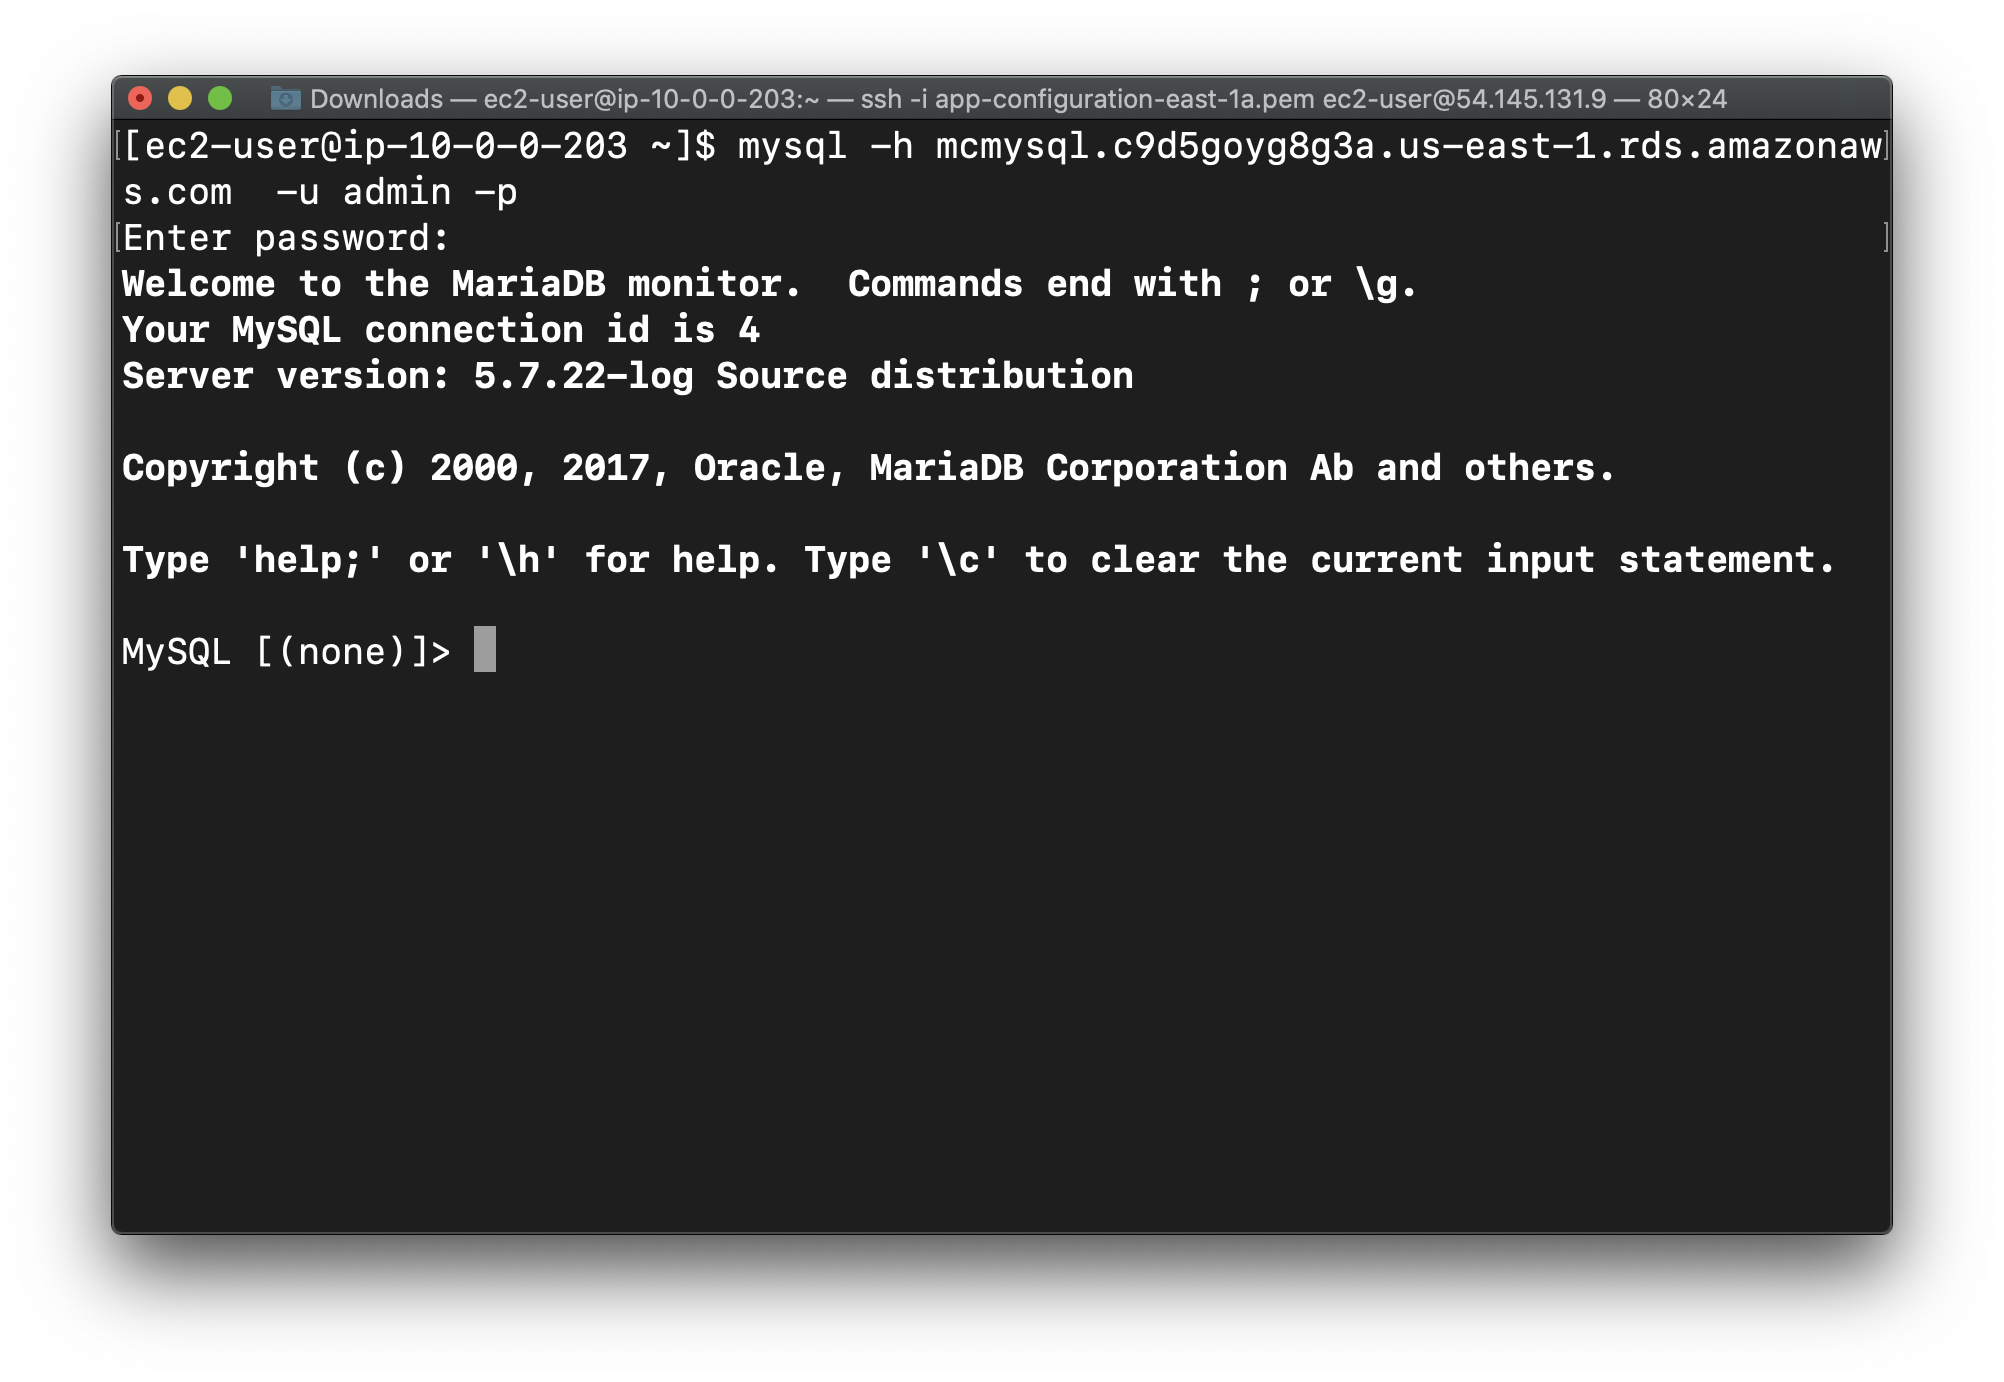 Downloads — ec2-user@ip-10-0-0-203:~ — ssh -i app-configuration-east-1a.pem ec2-user@54.145.131.9 — 80×24
[[ec2-user@ip-10-0-0-203 ~]$ mysql -h mcmysql.c9d5goyg8g3a.us-east-1.rds.amazonaw]
s.com  -u admin -p
[Enter password: ]
Welcome to the MariaDB monitor.  Commands end with ; or \g.
Your MySQL connection id is 4
Server version: 5.7.22-log Source distribution
Copyright (c) 2000, 2017, Oracle, MariaDB Corporation Ab and others.
Type 'help;' or '\h' for help. Type '\c' to clear the current input statement.
MySQL [(none)]>